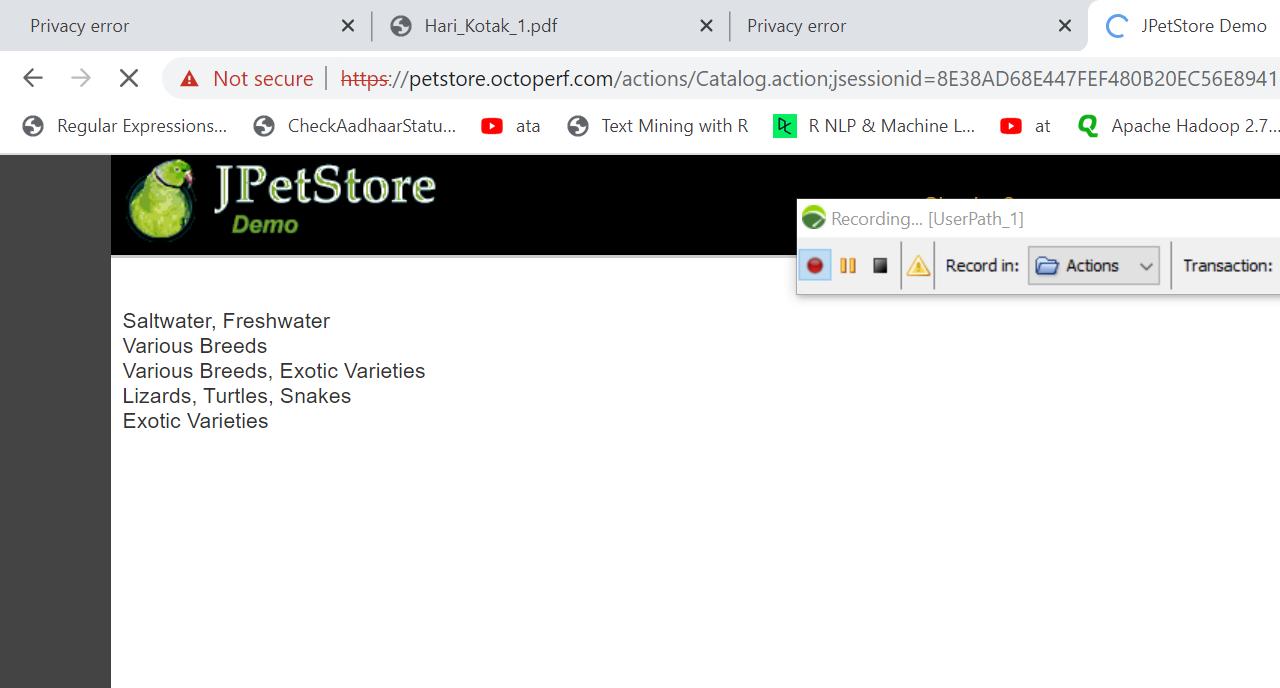 Privacy error
Hari_Kotak_1.pdf
Privacy error
JPetStore Demo
Not secure
https://petstore.octoperf.com/actions/Catalog.action;jsessionid=8E38AD68E447FEF480B20EC56E8941
Regular Expressions...
CheckAadhaarStatu...
ata
Text Mining with R
R NLP & Machine L...
at
Apache Hadoop 2.7...
JPetStore
Demo
Recording... [UserPath_1]
Record in:
Actions
Transaction:
Saltwater, Freshwater
Various Breeds
Various Breeds, Exotic Varieties
Lizards, Turtles, Snakes
Exotic Varieties